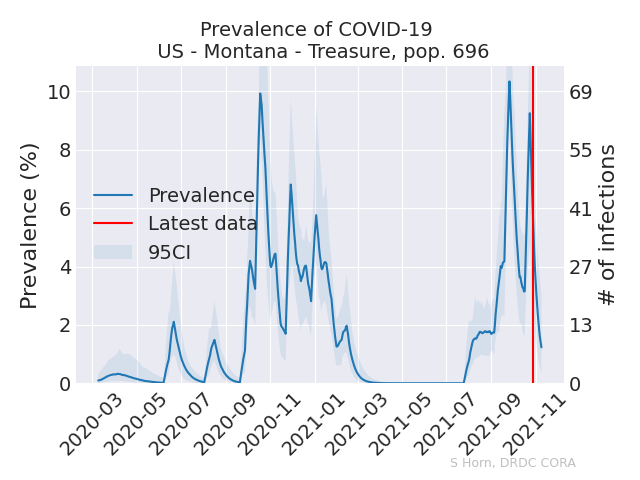 Prevalence of COVID-19
US - Montana - Treasure, pop. 696
Prevalence (%)
10
8
6
4
2
0
Prevalence
Latest data
95CI
69
55
41
27
13
0
# of infections
2020-03
2020-05
2020-07
2020-09
2020-11
2021-01
2021-03
2021-05
2021-07
2021-09
2021-11
S Horn, DRDC CORA